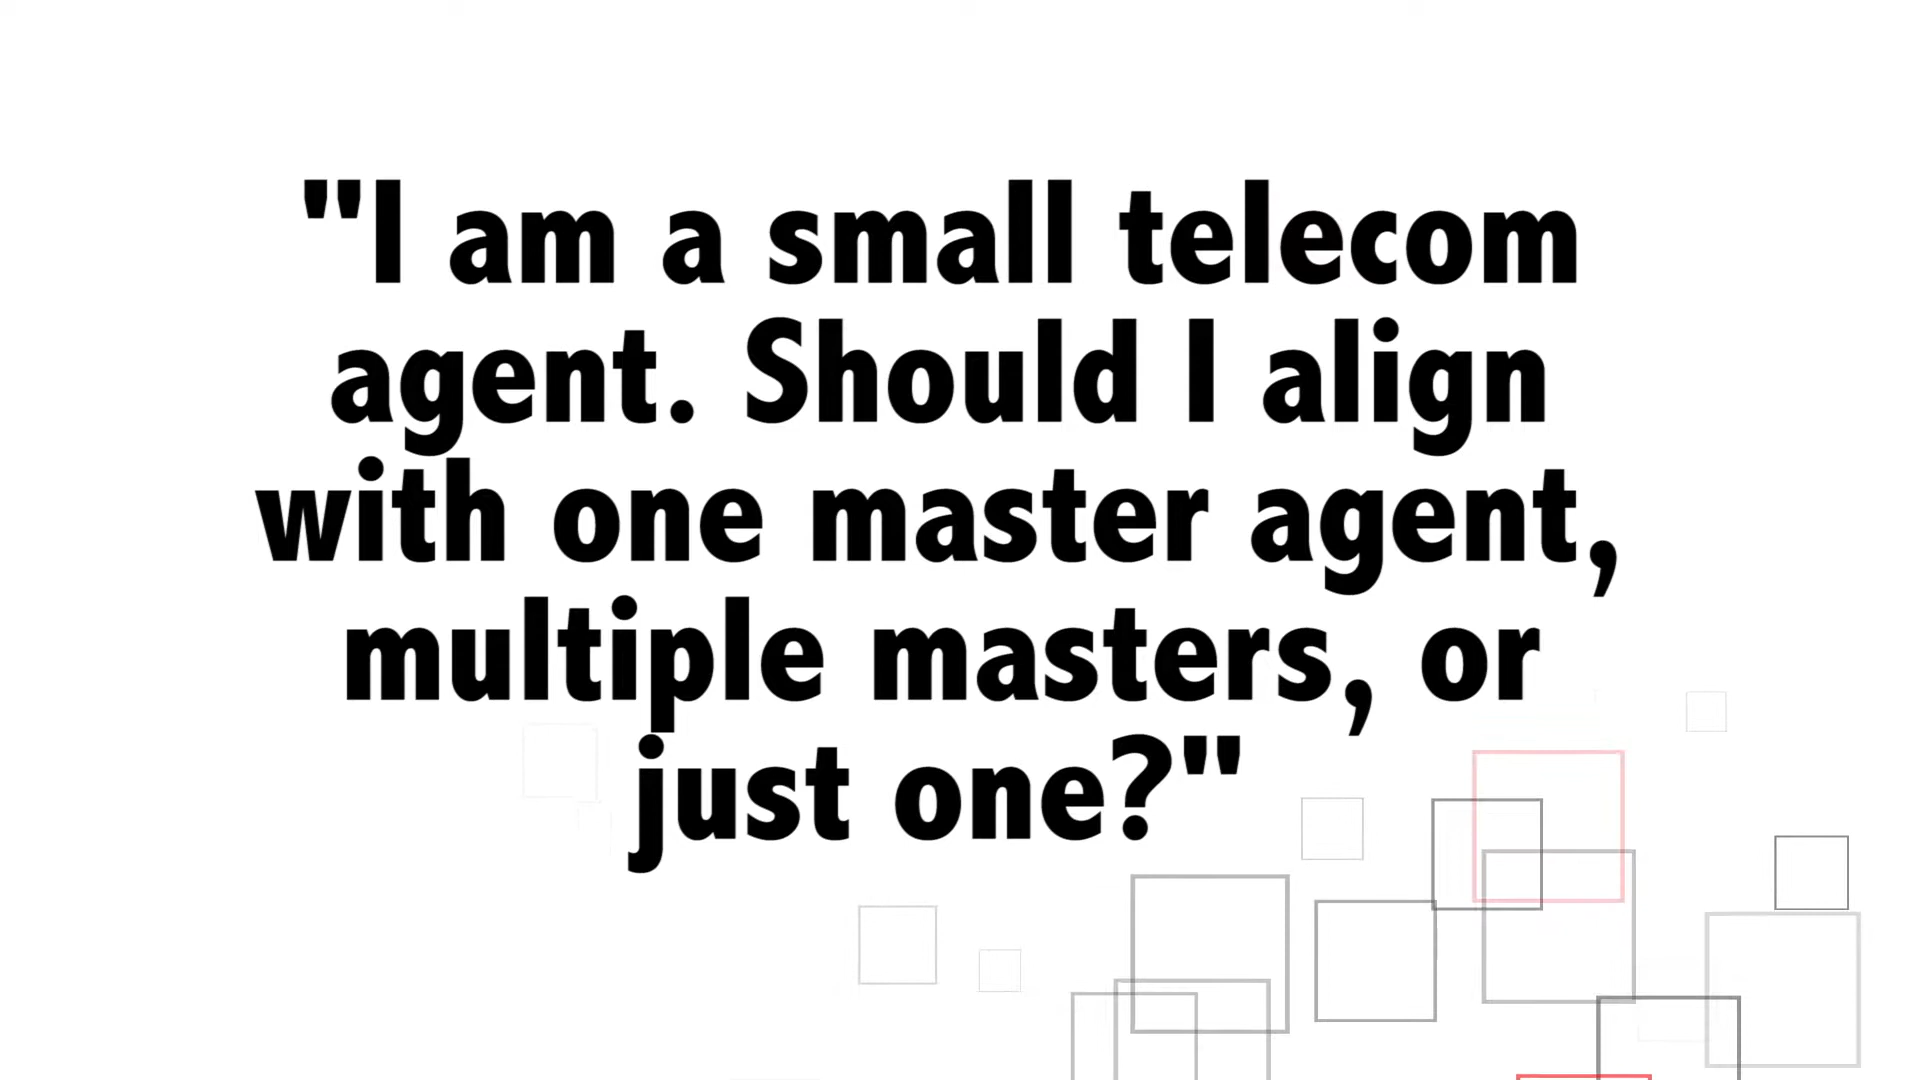 "I am a small telecom
agent. Should I align
with one master agent,
multiple masters, or
just one?"